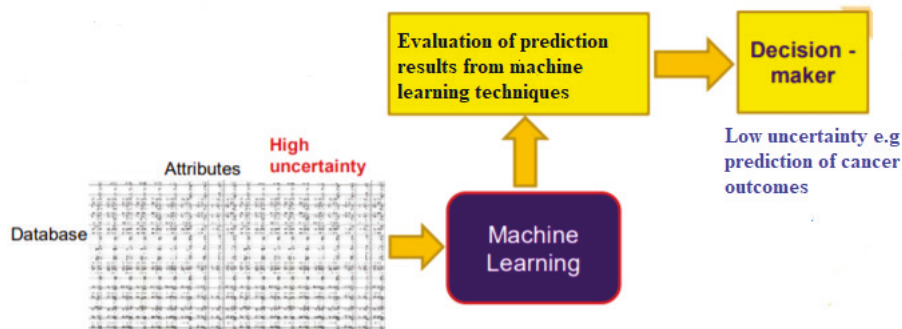 Evaluation of prediction
results from machine
learning techniques
Decision -
maker
Low uncertainty e.g
prediction of cancer
outcomes
High
uncertainty
Attributes
Database
Machine
Learning